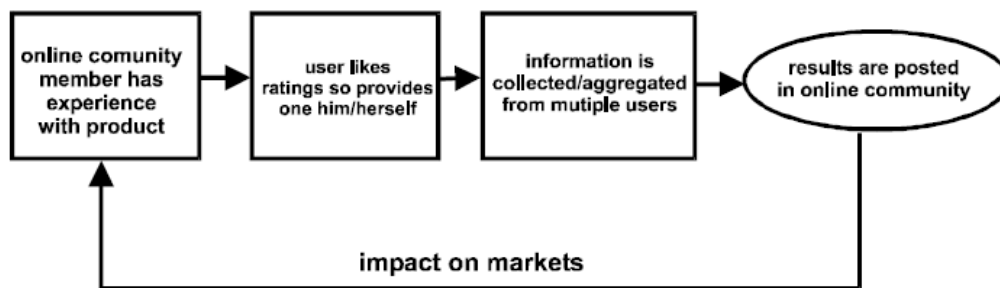 online comunity
member has
experience
with product
user likes
ratings so provides
one him/herself
information is
collected/aggregated
from mutiple users
results are posted
in online community
impact on markets